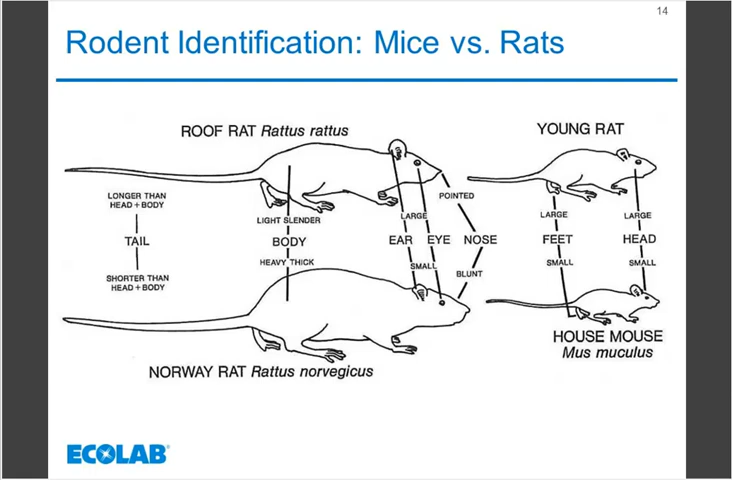 14
Rodent Identification: Mice vs. Rats
ROOF RAT Rattus rattus
YOUNG RAT
LONGER THAN
HEAD + BODY
TAIL
SHORTER THAN
HEAD + BODY
LIGHT SLENDER
BODY
HEAVY THICK
LARGE
EAR EYE
SMALL
POINTED
NOSE
BLUNT
LARGE
FEET
SMALL
LARGE
HEAD
SMALL
NORWAY RAT Rattus norvegicus
HOUSE MOUSE
Mus muculus
ECOLAB®